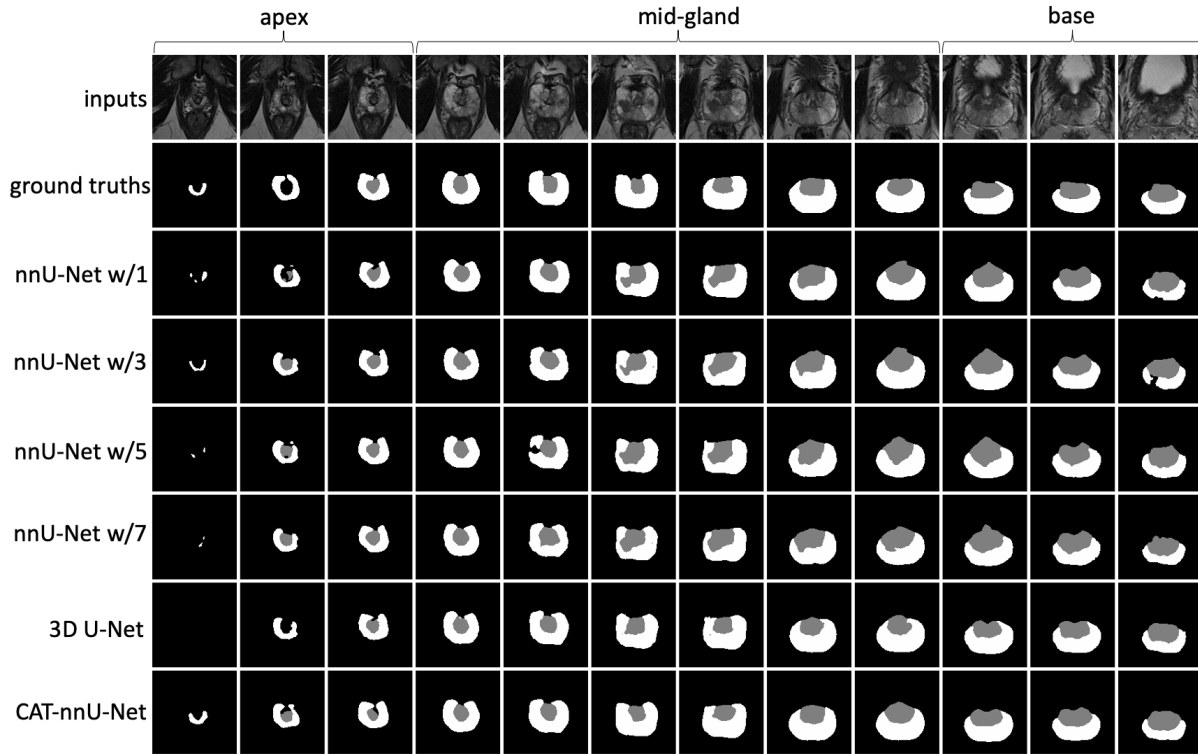 apex mid-gland base
inputs
ground truths
nnU-Net w/1
nnU-Net w/3
nnU-Net w/5
nnU-Net w/7
3D U-Net
CAT-nnU-Net